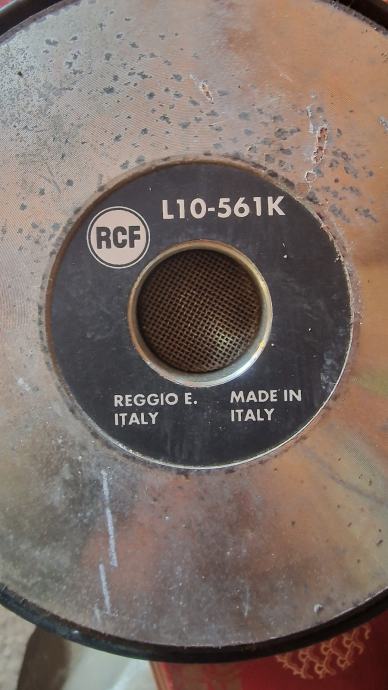 L10-561K
RCF
REGGIO E. MADE IN
ITALY ITALY